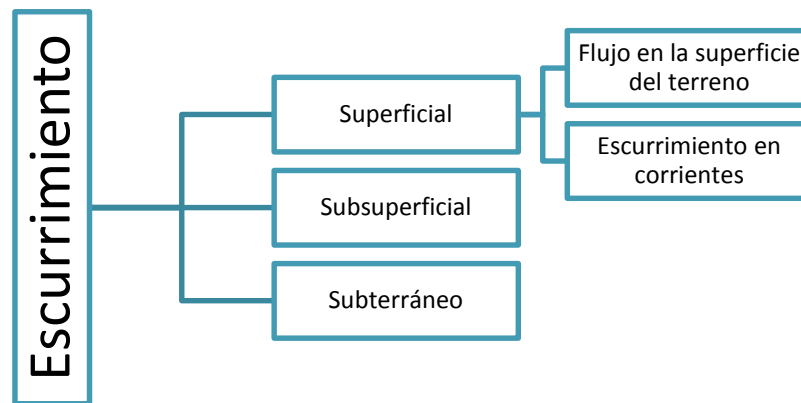 Escurrimiento
Superficial
Flujo en la superficie
del terreno
Escurrimiento en
corrientes
Subsuperficial
Subterráneo